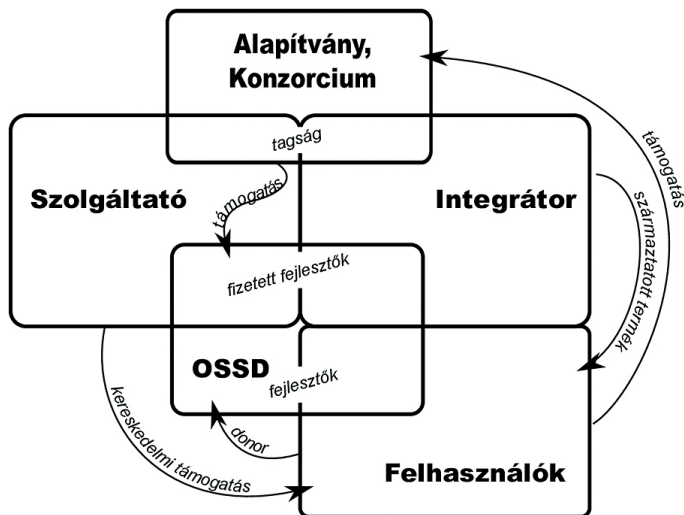 Alapítvány,
Konzorcium
tagság
Szolgáltató
támogatás
Integrátor
támogatás
származtatott termék
fizetett fejlesztők
OSSD
fejlesztők
donor
kereskedelmi támogatás
Felhasználók